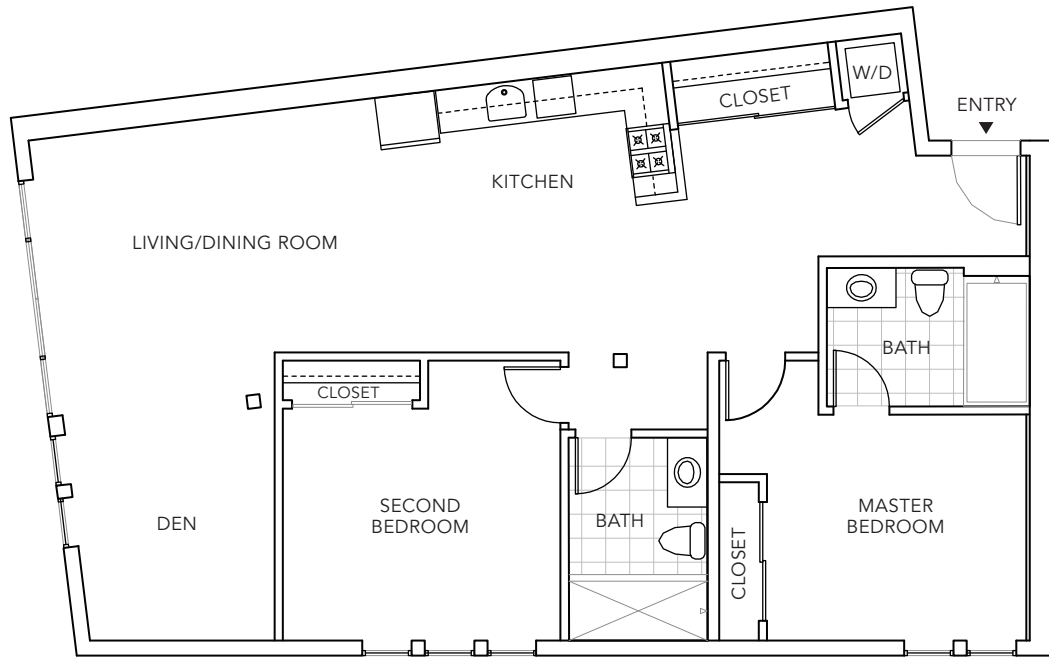 W/D
CLOSET
ENTRY
KITCHEN
LIVING/DINING ROOM
BATH
CLOSET
SECOND
BEDROOM
MASTER
BEDROOM
DEN
BATH
CLOSET